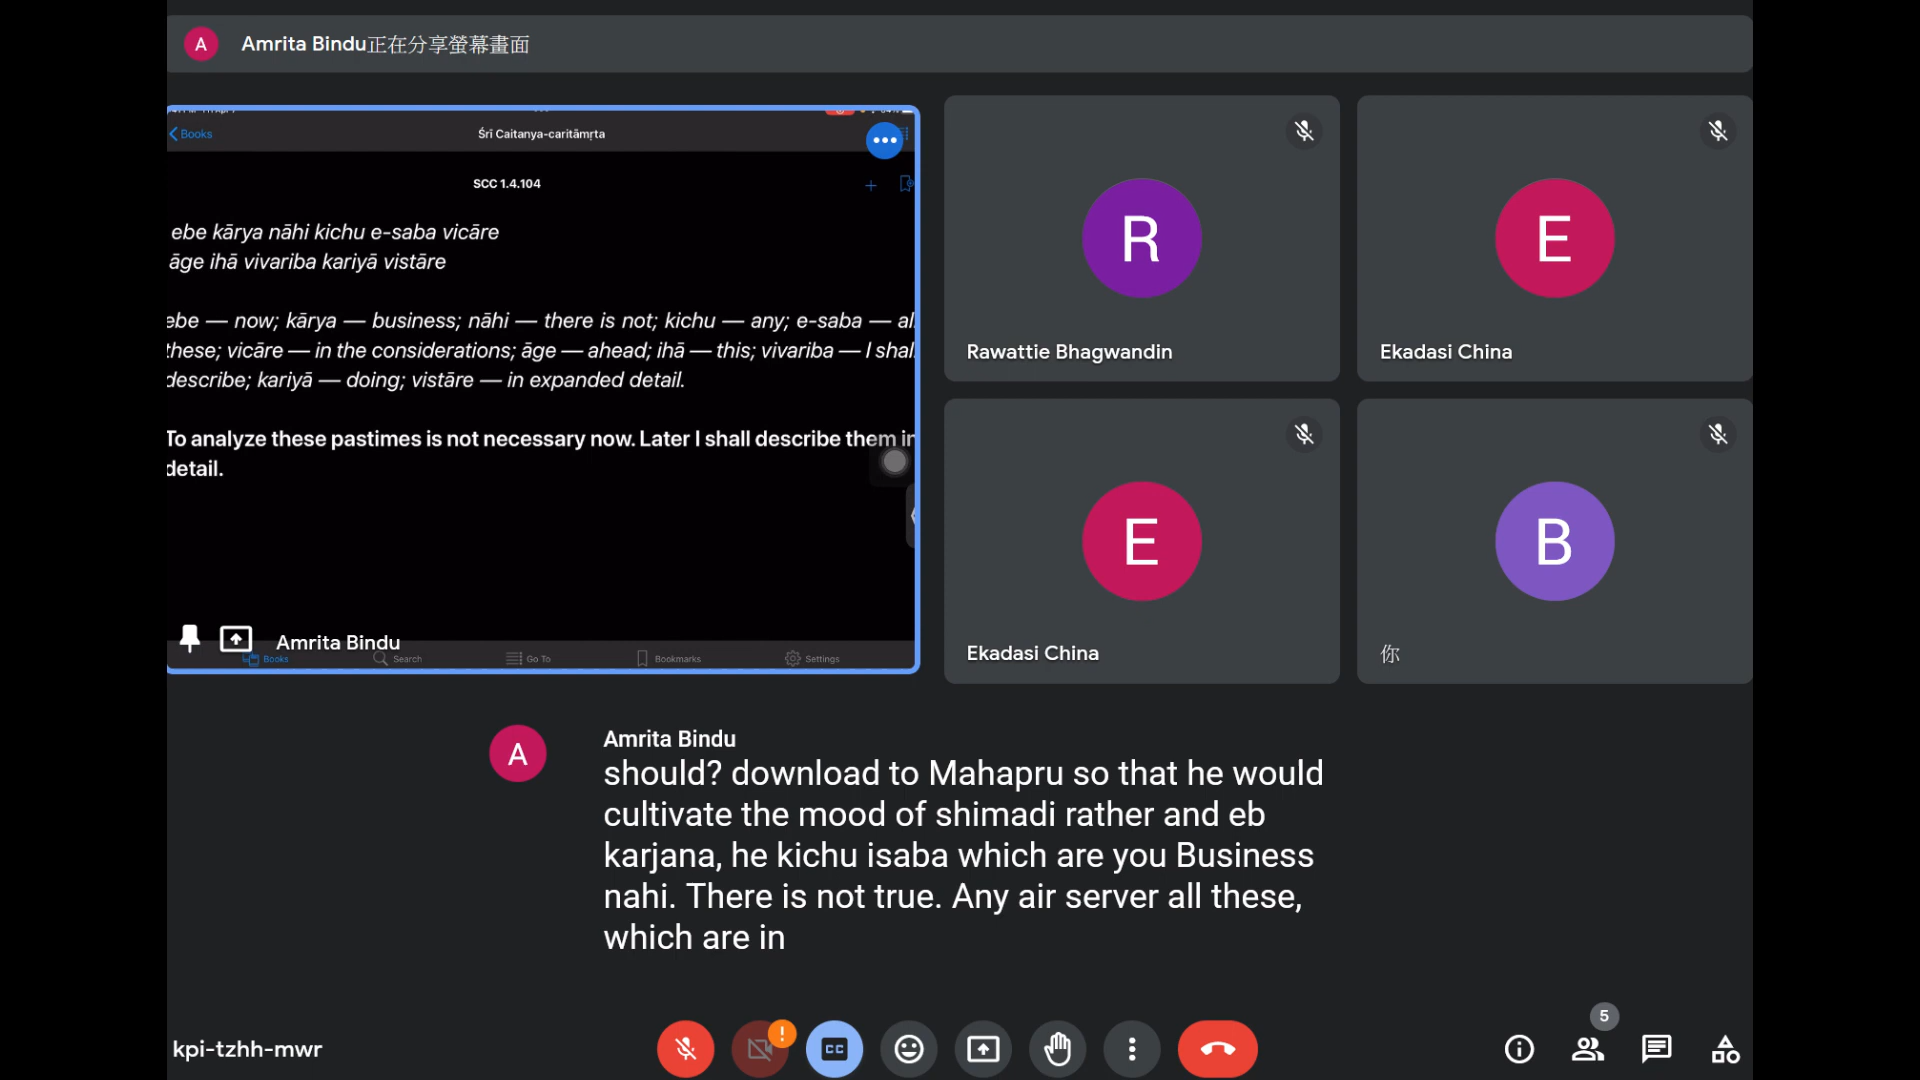 A
Amrita Bindu正在分享螢幕畫面
Books
Śrī Caitanya-caritāmṛta
SCC 1.4.104
ebe kārya nāhi kichu e-saba vicāre
āge ihā vivariba kariyā vistāre
ebe — now; kārya — business; nāhi — there is not; kichu — any; e-saba — al
these; vicāre — in the considerations; āge — ahead; ihā — this; vivariba — I shal
describe; kariyā — doing; vistāre — in expanded detail.
To analyze these pastimes is not necessary now. Later I shall describe them in
detail.
Amrita Bindu
Books
Search
Go To
Bookmarks
Settings
R
Rawattie Bhagwandin
E
Ekadasi China
E
Ekadasi China
B
你
A
Amrita Bindu
should? download to Mahapru so that he would
cultivate the mood of shimadi rather and eb
karjana, he kichu isaba which are you Business
nahi. There is not true. Any air server all these,
which are in
kpi-tzhh-mwr
CC
5